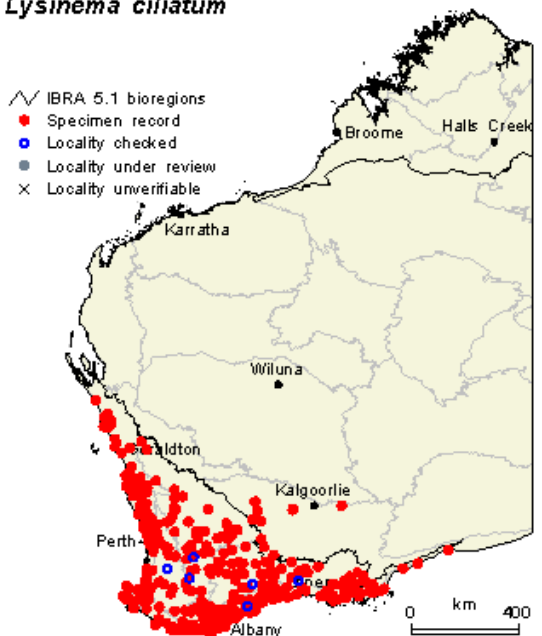 Lysinema ciliatum
IBRA 5.1 bioregions
Specimen record
Locality checked
Locality under review
Locality unverifiable
Broome
Halls Creek
Karratha
Wiluna
Geraldton
Kalgoorlie
Perth
Albany
0 km 400